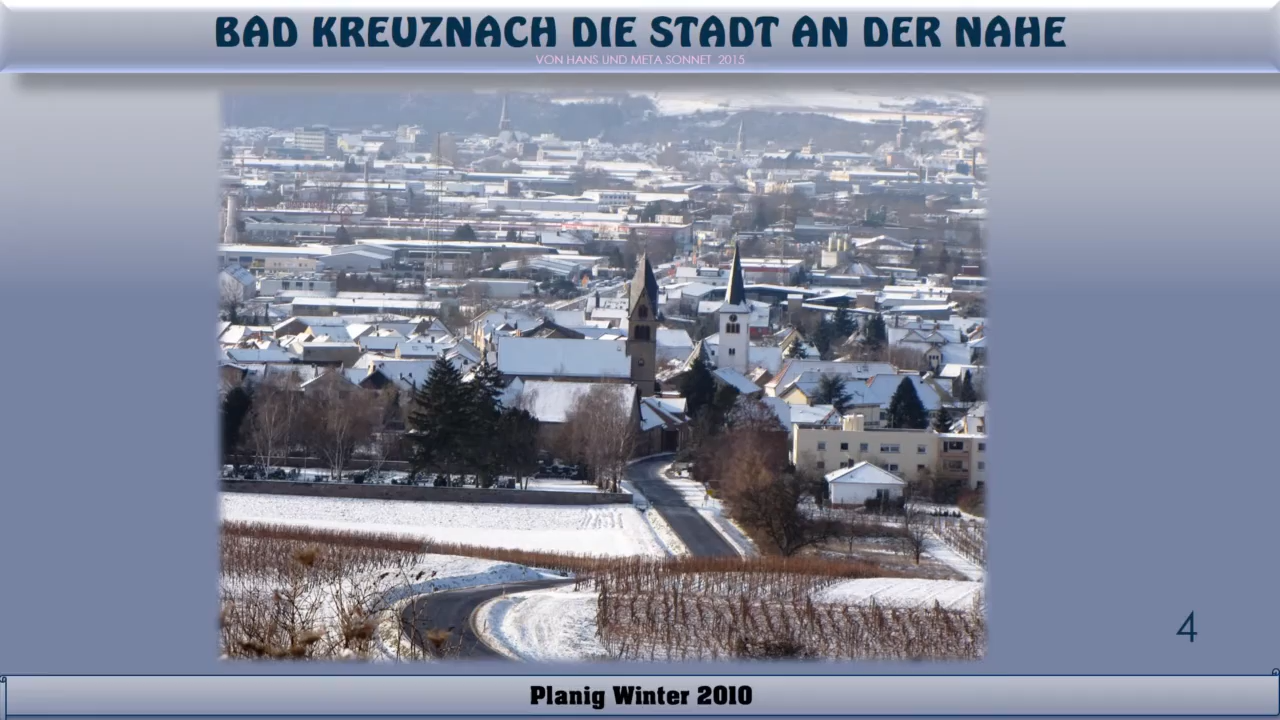 BAD KREUZNACH DIE STADT AN DER NAHE
VON HANS UND META SONNET 2015
4
Planig Winter 2010